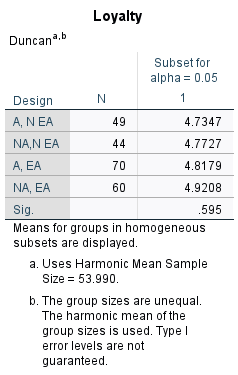 Loyalty
Duncanᵃ,ᵇ
Subset for
alpha = 0.05
Design N 1
A, N EA 49 4.7347
NA,N EA 44 4.7727
A, EA 70 4.8179
NA, EA 60 4.9208
Sig. .595
Means for groups in homogeneous
subsets are displayed.
a. Uses Harmonic Mean Sample
Size = 53.990.
b. The group sizes are unequal.
The harmonic mean of the
group sizes is used. Type I
error levels are not
guaranteed.